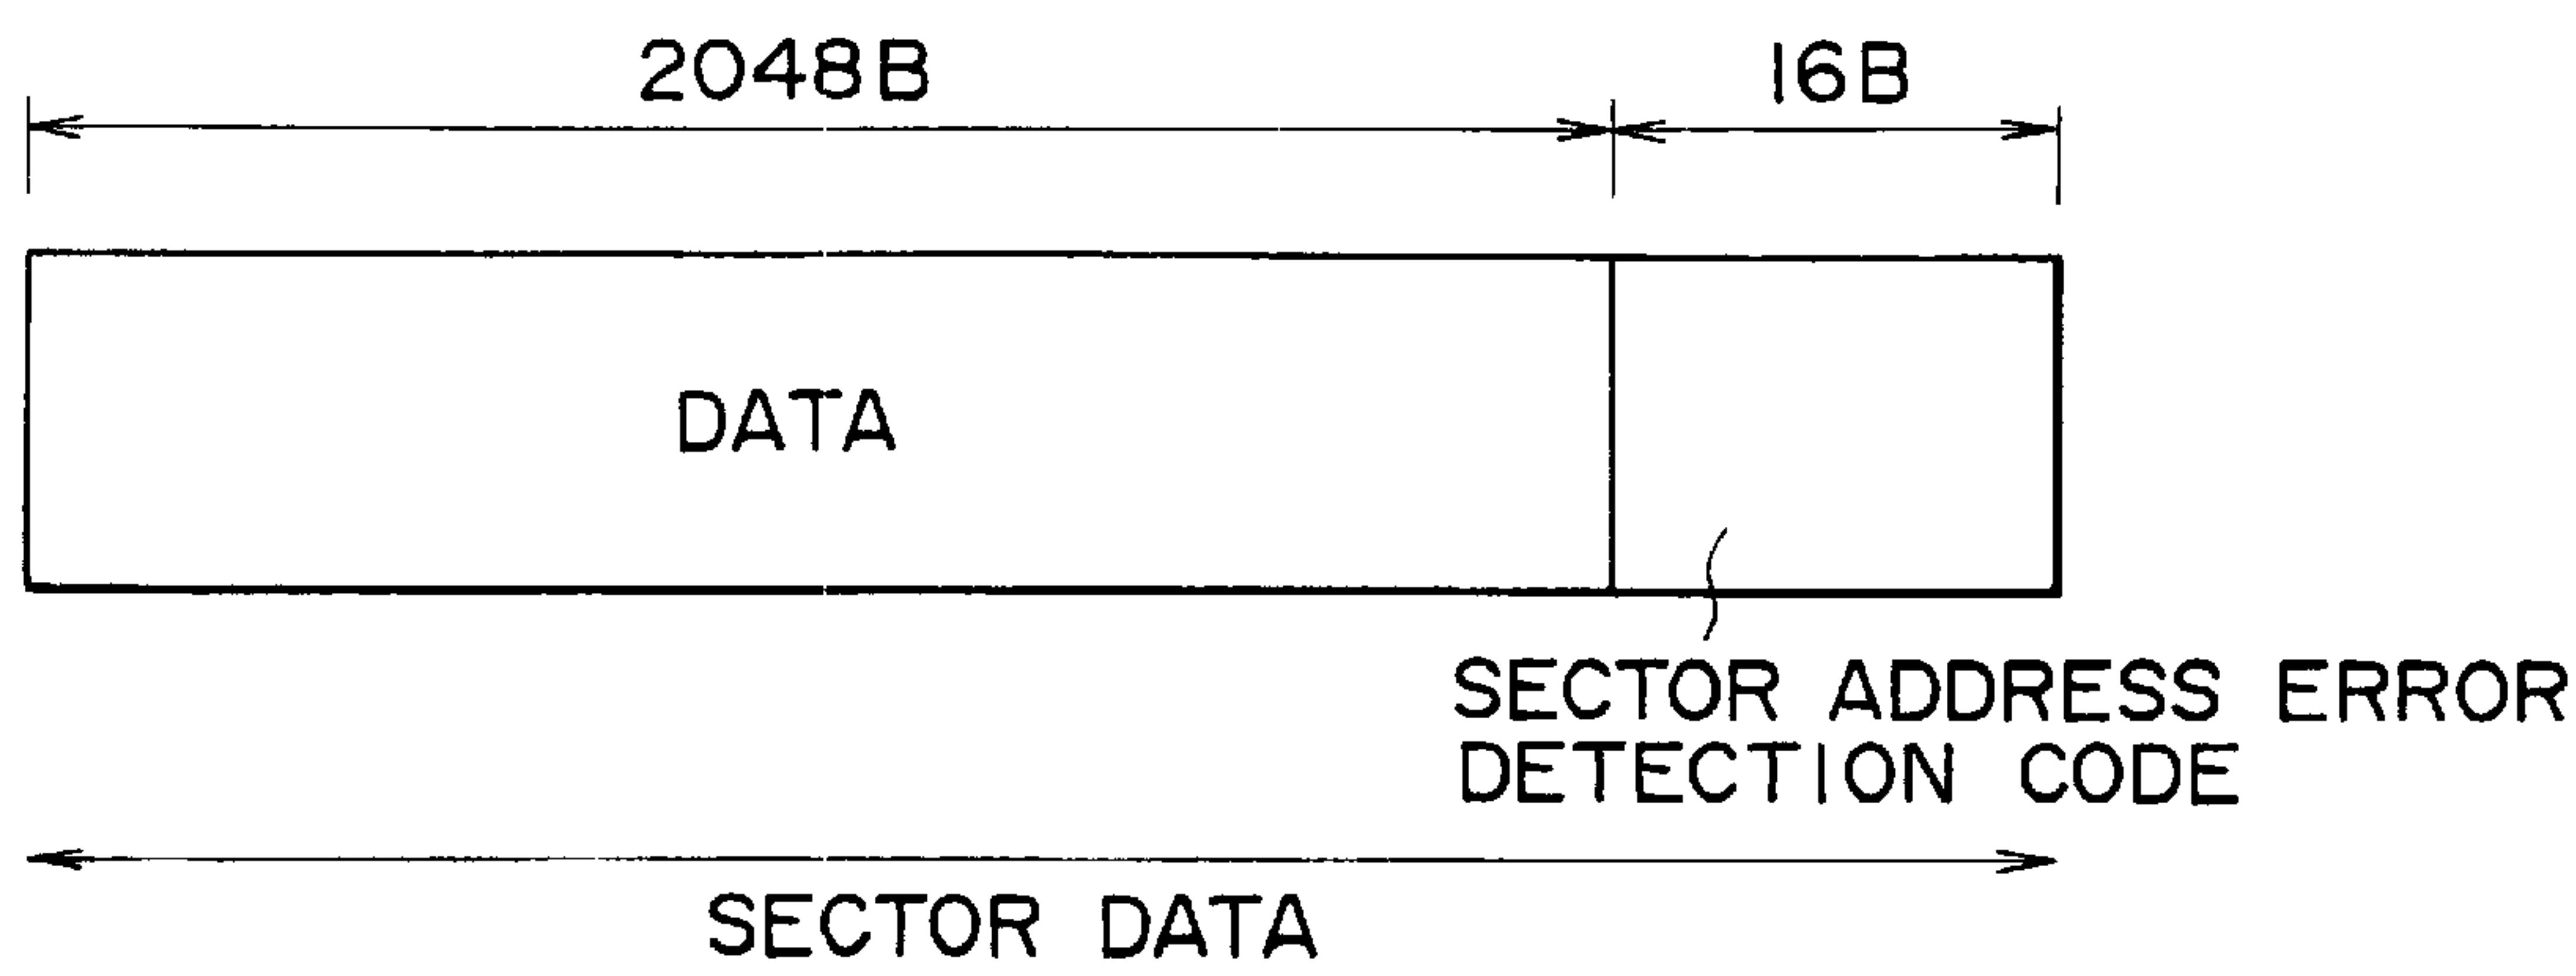 2048B
16B
DATA
SECTOR ADDRESS ERROR
DETECTION CODE
SECTOR DATA